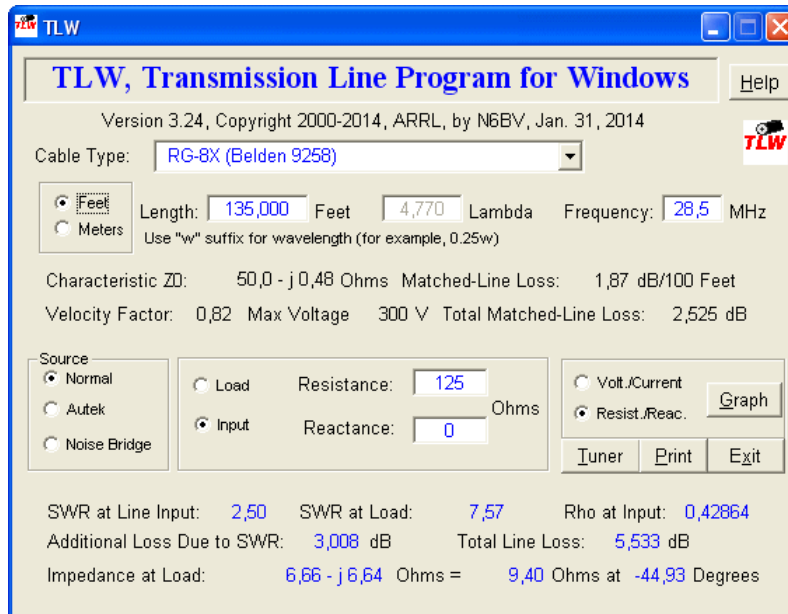 TLW
TLW, Transmission Line Program for Windows
Help
Version 3.24, Copyright 2000-2014, ARRL, by N6BV, Jan. 31, 2014
TLW
Cable Type: RG-8X (Belden 9258)
Feet
Meters
Length: 135,000 Feet 4,770 Lambda Frequency: 28,5 MHz
Use "w" suffix for wavelength (for example, 0.25w)
Characteristic Z0: 50,0 - j 0,48 Ohms Matched-Line Loss: 1,87 dB/100 Feet
Velocity Factor: 0,82 Max Voltage 300 V Total Matched-Line Loss: 2,525 dB
Source
Normal
Autek
Noise Bridge
Load
Input
Resistance: 125
Reactance: 0
Ohms
Volt./Current
Resist./Reac.
Graph
Tuner Print Exit
SWR at Line Input: 2,50 SWR at Load: 7,57 Rho at Input: 0,42864
Additional Loss Due to SWR: 3,008 dB Total Line Loss: 5,533 dB
Impedance at Load: 6,66 - j 6,64 Ohms = 9,40 Ohms at -44,93 Degrees